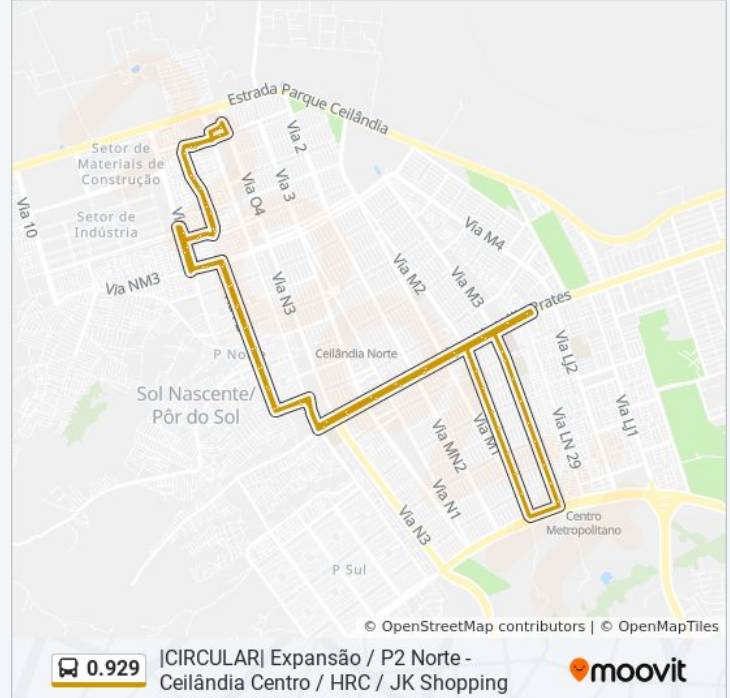 Estrada Parque Ceilândia
Via 2
Setor de
Materiais de
Construção
Via O4
Via 3
Via 10
Setor de
Indústria
Via M4
Via NM3
Via N3
Via M2
Via M3
Prates
Ceilândia Norte
Via LJ2
Sol Nascente/
Pôr do Sol
Via LJ1
Via M1
Via MN2
Via LN 29
Via N1
Via N3
Centro
Metropolitano
P Sul
© OpenStreetMap contributors | © OpenMapTiles
0.929
|CIRCULAR| Expansão / P2 Norte -
Ceilândia Centro / HRC / JK Shopping
moovit